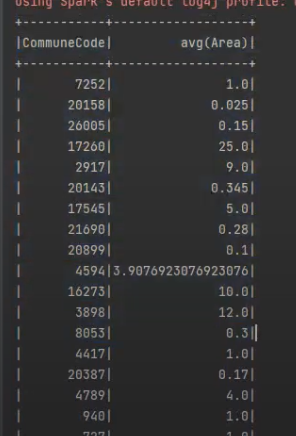 Using Spark's default log4j profile:
+-----------+------------------+
|CommuneCode| avg(Area)|
+-----------+------------------+
| 7252| 1.0|
| 20158| 0.025|
| 26005| 0.15|
| 17260| 25.0|
| 2917| 9.0|
| 20143| 0.345|
| 17545| 5.0|
| 21690| 0.28|
| 20899| 0.1|
| 4594|3.9076923076923076|
| 16273| 10.0|
| 3898| 12.0|
| 8053| 0.3|
| 4417| 1.0|
| 20387| 0.17|
| 4789| 4.0|
| 940| 1.0|